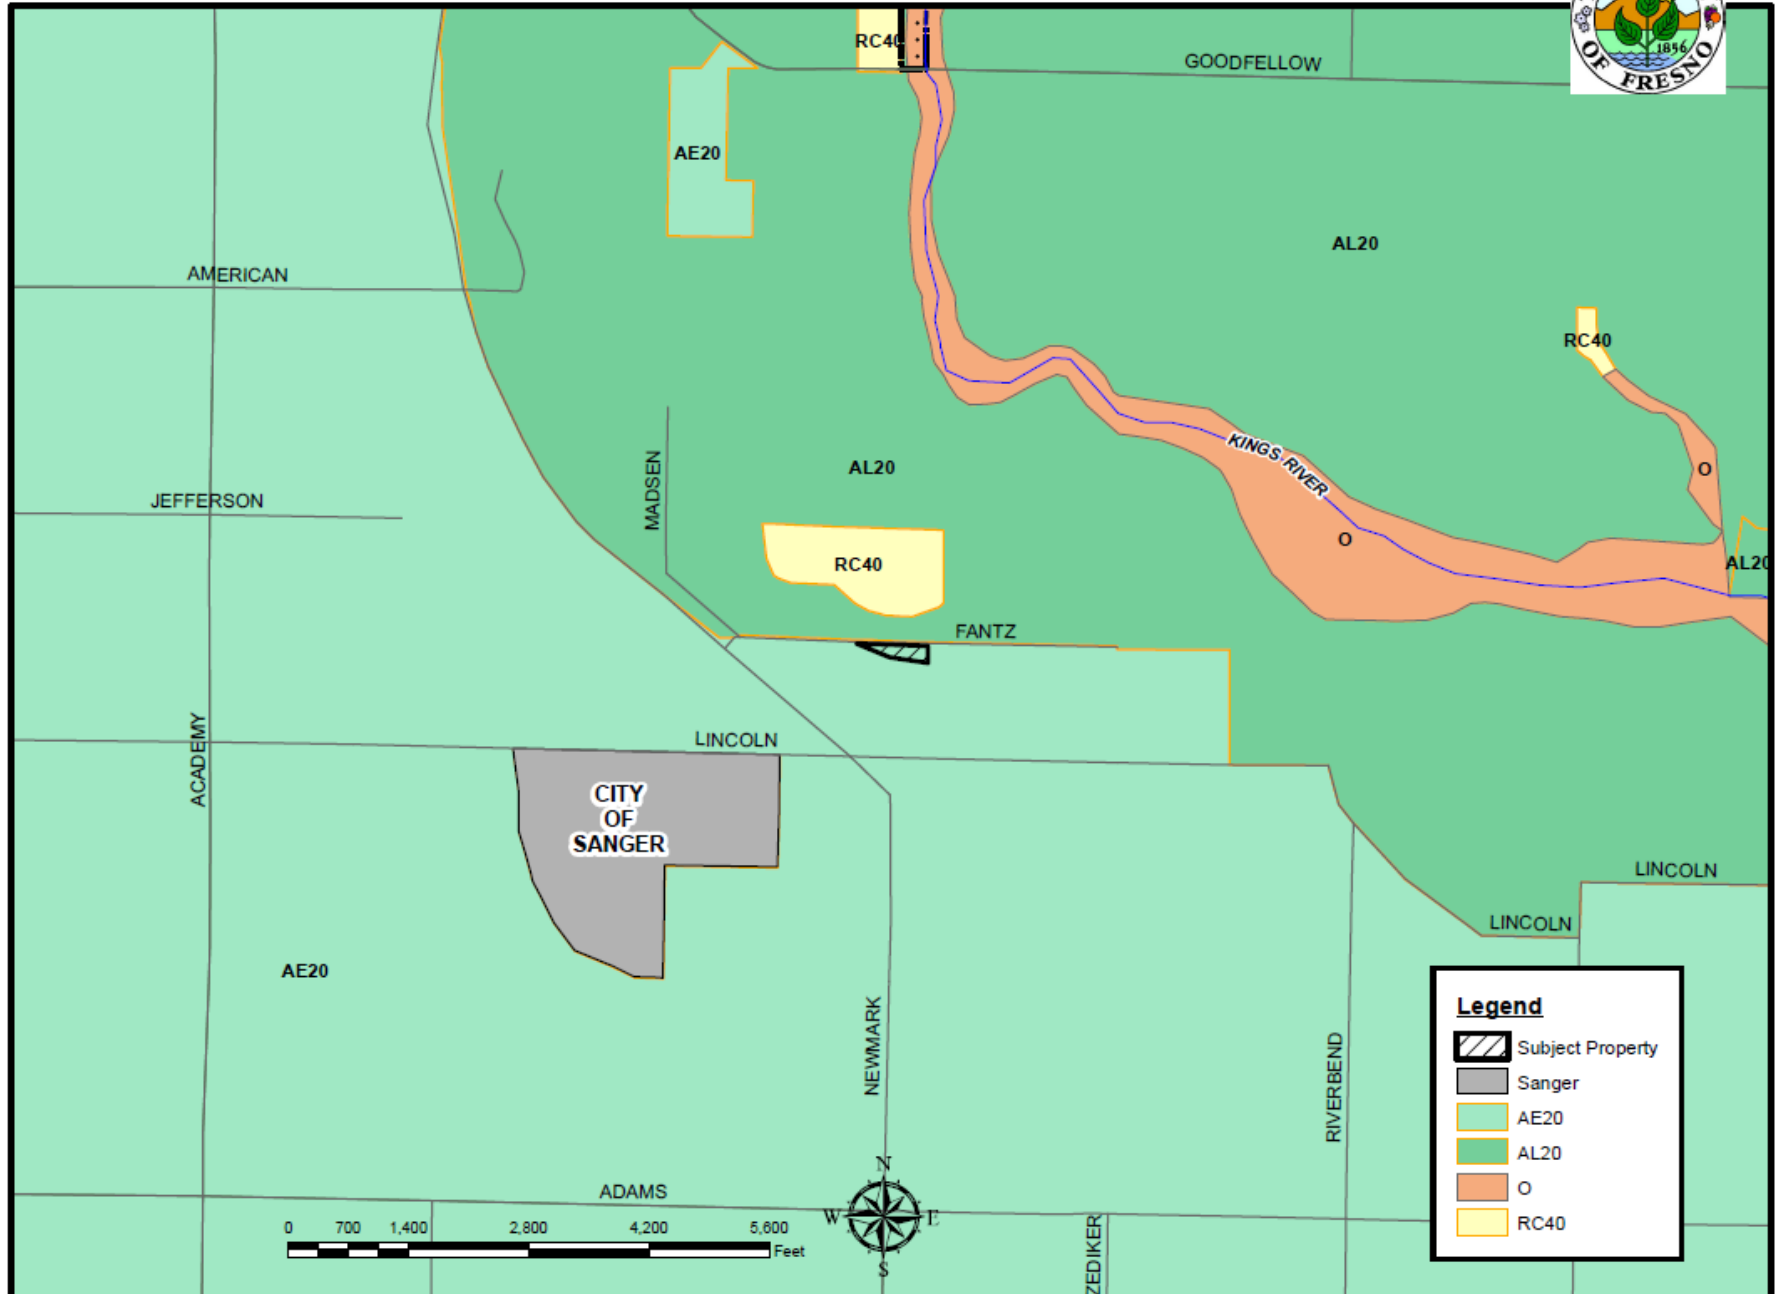 RC40
GOODFELLOW
1856
OF FRESNO
AE20
AL20
AMERICAN
RC40
KINGS RIVER
MADSEN
AL20
O
JEFFERSON
O
RC40
AL20
FANTZ
ACADEMY
LINCOLN
CITY
OF
SANGER
LINCOLN
LINCOLN
AE20
NEWMARK
RIVERBEND
Legend
Subject Property
Sanger
AE20
AL20
O
RC40
ADAMS
N
W E
S
ZEDIKER
0 700 1,400 2,800 4,200 5,600
Feet